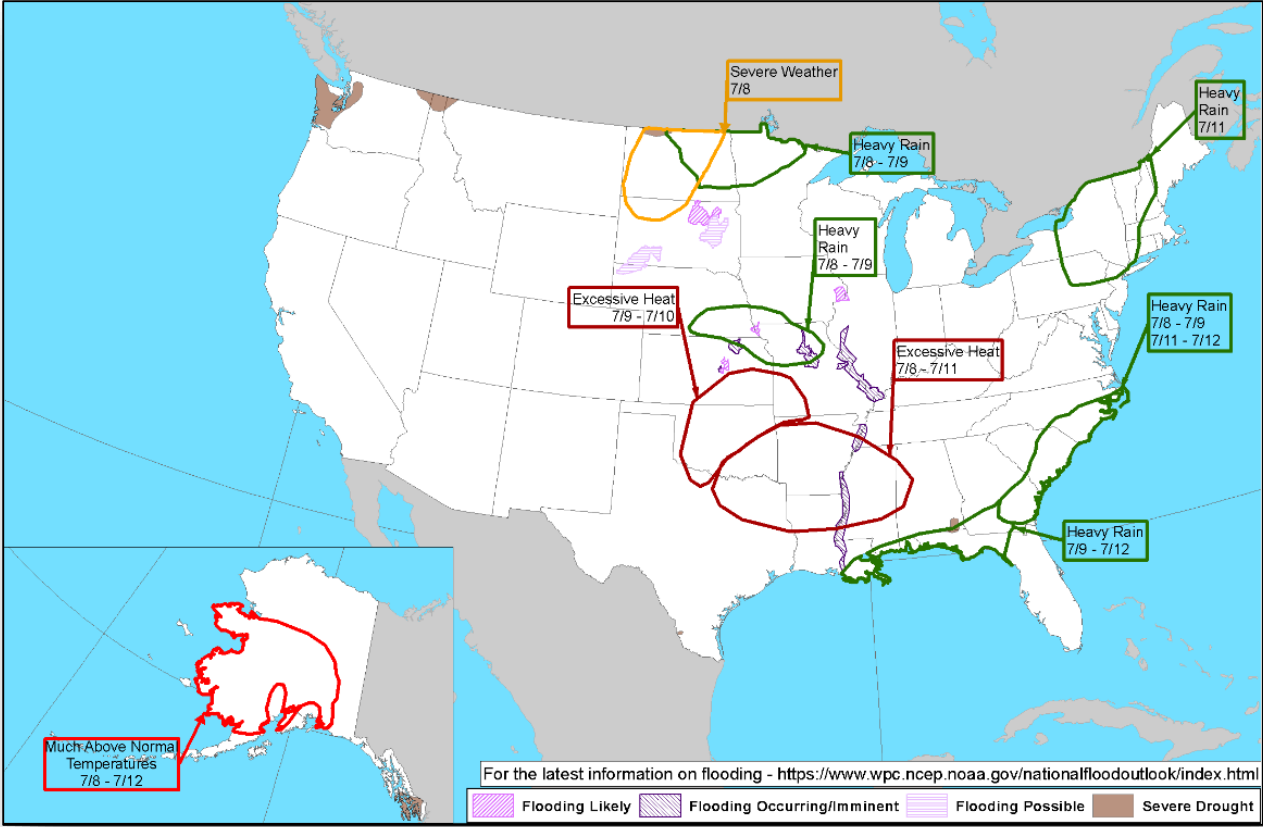 Severe Weather
7/8
Heavy
Rain
7/11
Heavy Rain
7/8 - 7/9
Heavy
Rain
7/8 - 7/9
Excessive Heat
7/9 - 7/10
Heavy Rain
7/8 - 7/9
7/11 - 7/12
Excessive Heat
7/8 - 7/11
Heavy Rain
7/9 - 7/12
Much Above Normal
Temperatures
7/8 - 7/12
For the latest information on flooding - https://www.wpc.ncep.noaa.gov/nationalfloodoutlook/index.html
Flooding Likely
Flooding Occurring/Imminent
Flooding Possible
Severe Drought